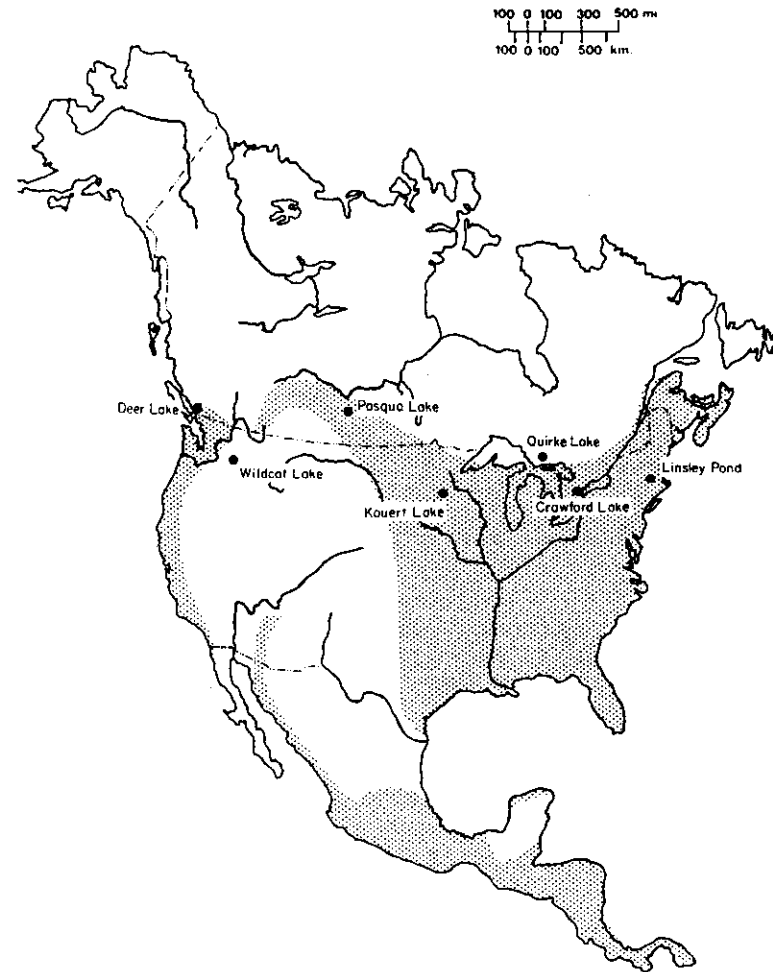 100 0 100 300 500 mi
100 0 100 500 km.
Deer Lake
Pasqua Lake
Quirke Lake
Wildcat Lake
Linsley Pond
Kouert Lake
Crawford Lake